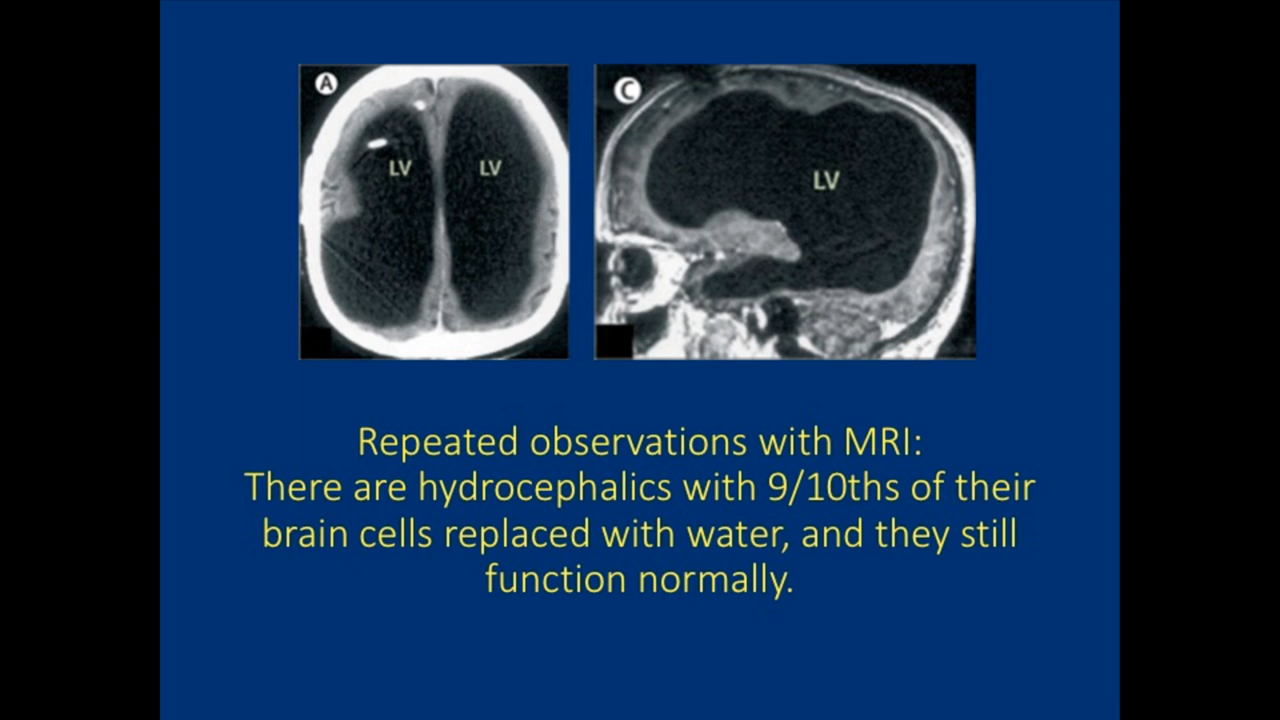 A
LV
LV
C
LV
Repeated observations with MRI:
There are hydrocephalics with 9/10ths of their
brain cells replaced with water, and they still
function normally.